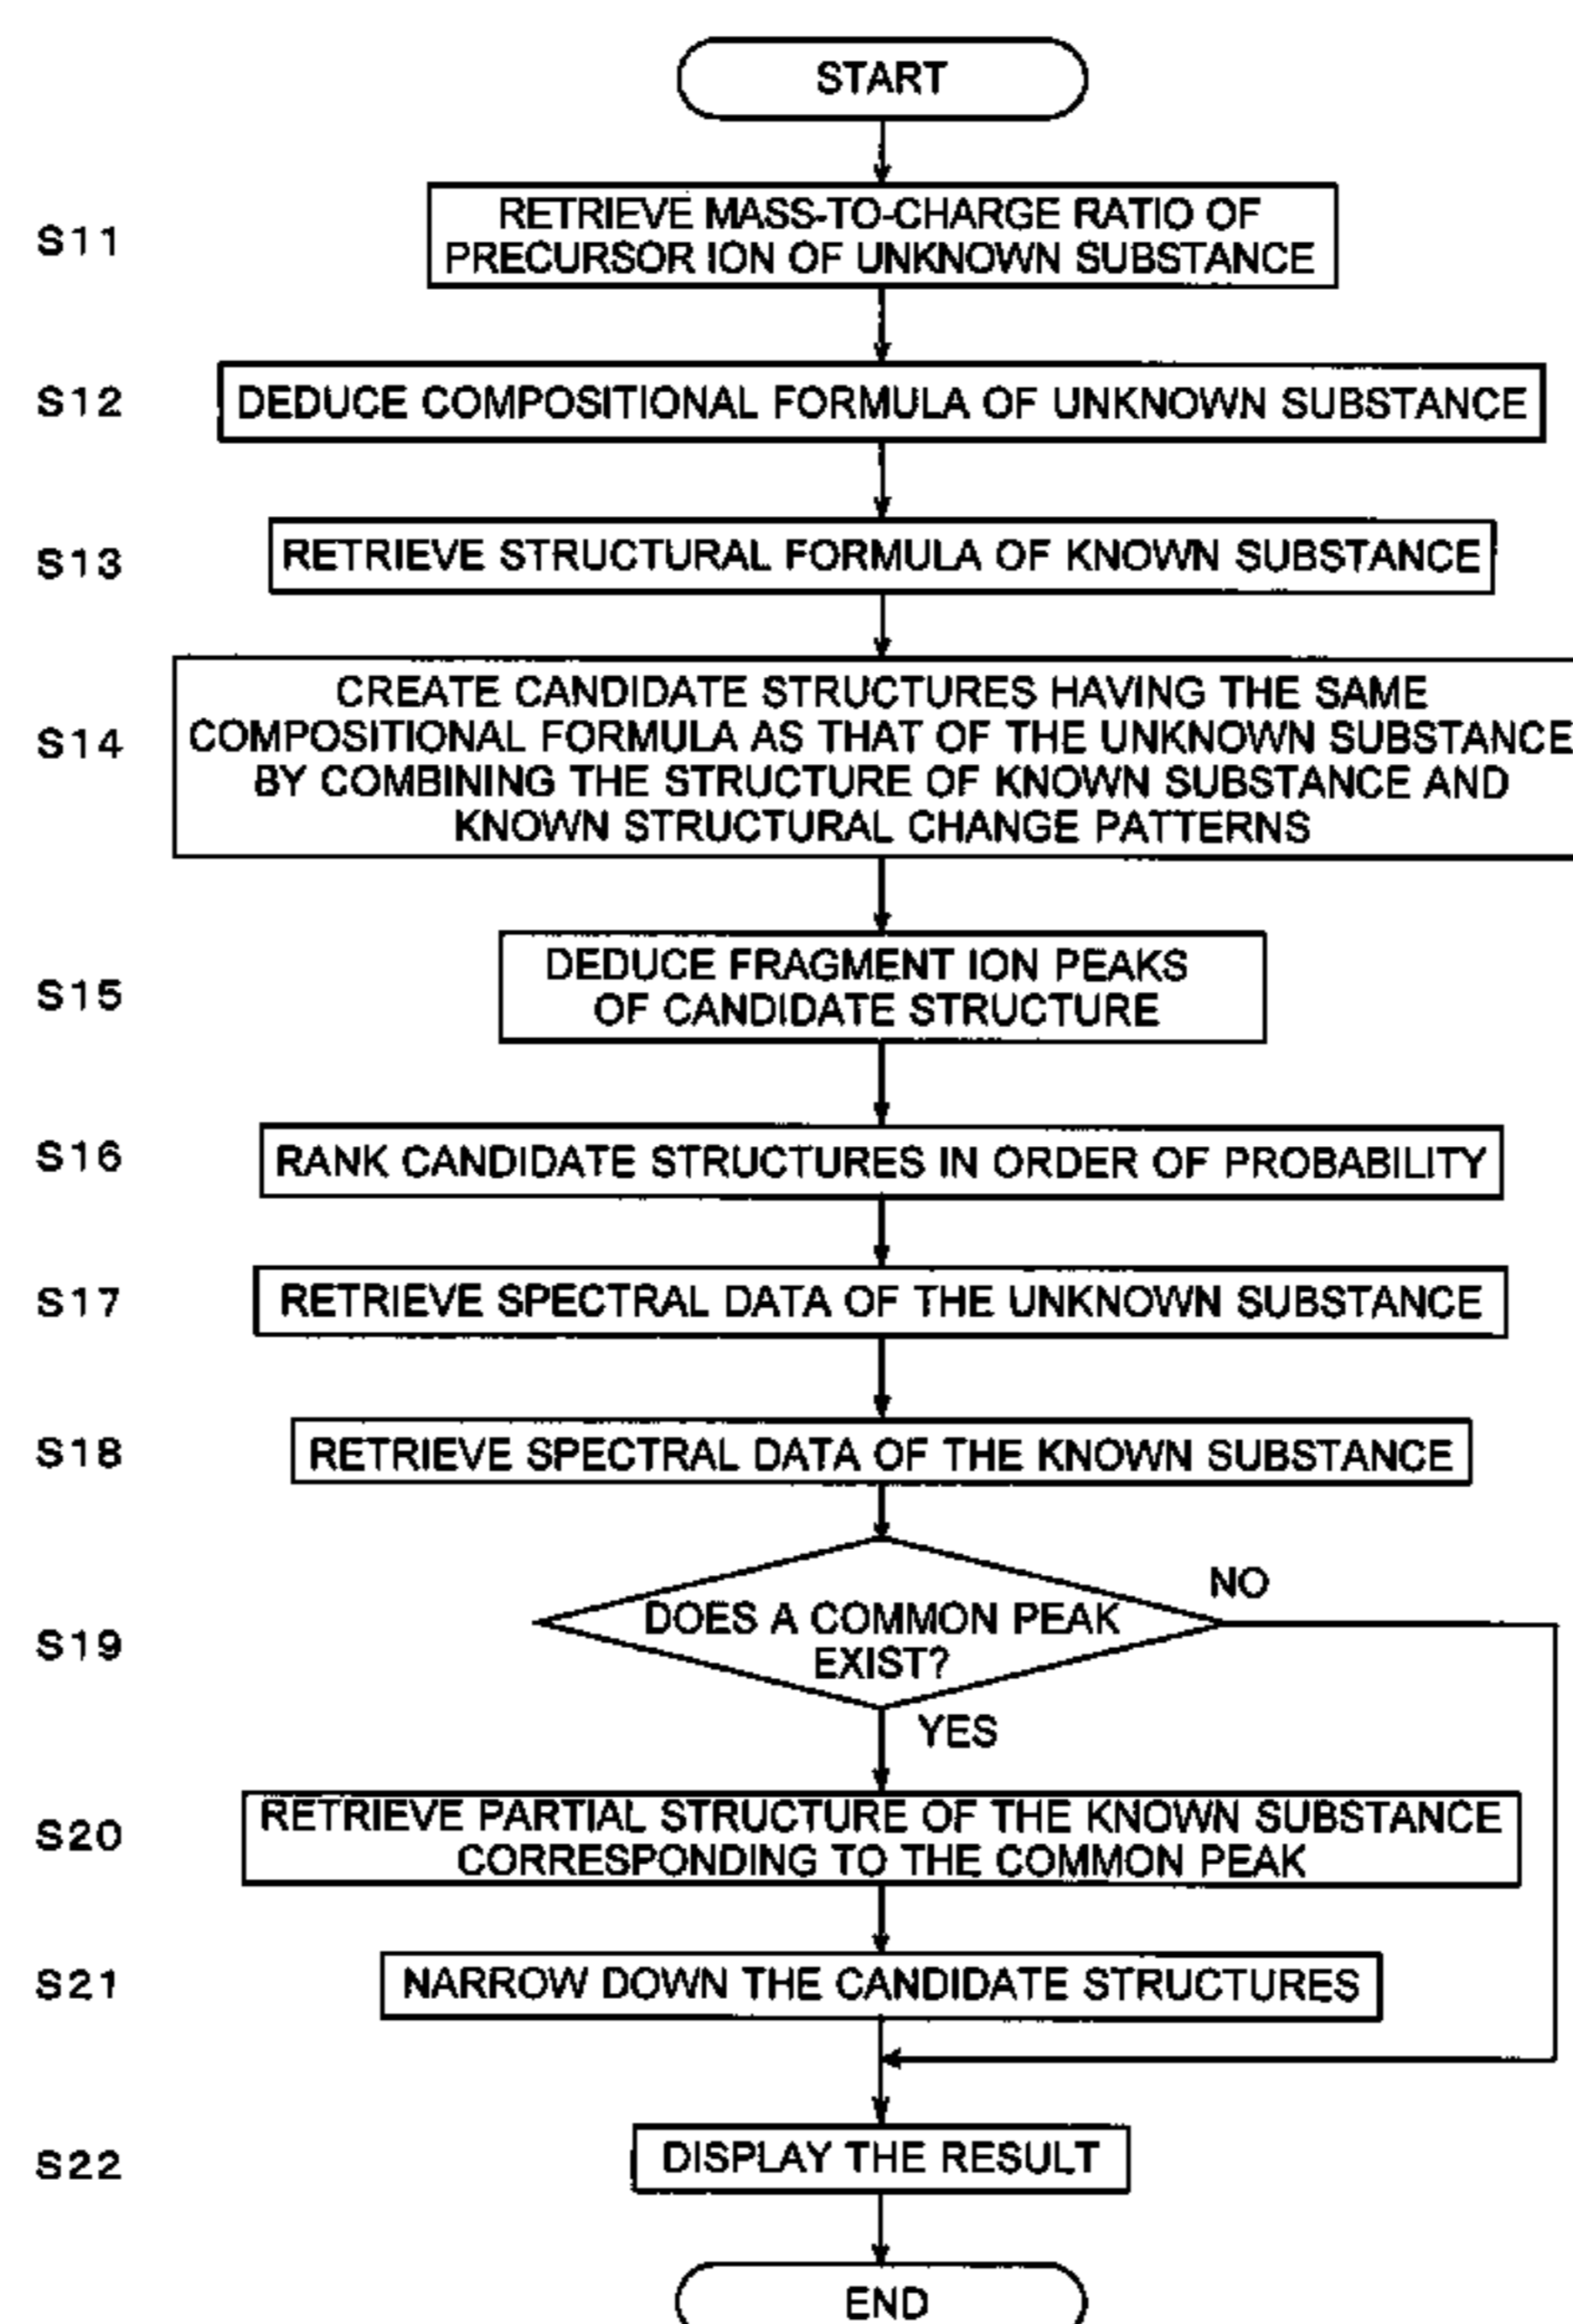 START
S11
RETRIEVE MASS-TO-CHARGE RATIO OF
PRECURSOR ION OF UNKNOWN SUBSTANCE
S12
DEDUCE COMPOSITIONAL FORMULA OF UNKNOWN SUBSTANCE
S13
RETRIEVE STRUCTURAL FORMULA OF KNOWN SUBSTANCE
S14
CREATE CANDIDATE STRUCTURES HAVING THE SAME
COMPOSITIONAL FORMULA AS THAT OF THE UNKNOWN SUBSTANCE
BY COMBINING THE STRUCTURE OF KNOWN SUBSTANCE AND
KNOWN STRUCTURAL CHANGE PATTERNS
S15
DEDUCE FRAGMENT ION PEAKS
OF CANDIDATE STRUCTURE
S16
RANK CANDIDATE STRUCTURES IN ORDER OF PROBABILITY
S17
RETRIEVE SPECTRAL DATA OF THE UNKNOWN SUBSTANCE
S18
RETRIEVE SPECTRAL DATA OF THE KNOWN SUBSTANCE
S19
DOES A COMMON PEAK
EXIST?
NO
YES
S20
RETRIEVE PARTIAL STRUCTURE OF THE KNOWN SUBSTANCE
CORRESPONDING TO THE COMMON PEAK
S21
NARROW DOWN THE CANDIDATE STRUCTURES
S22
DISPLAY THE RESULT
END